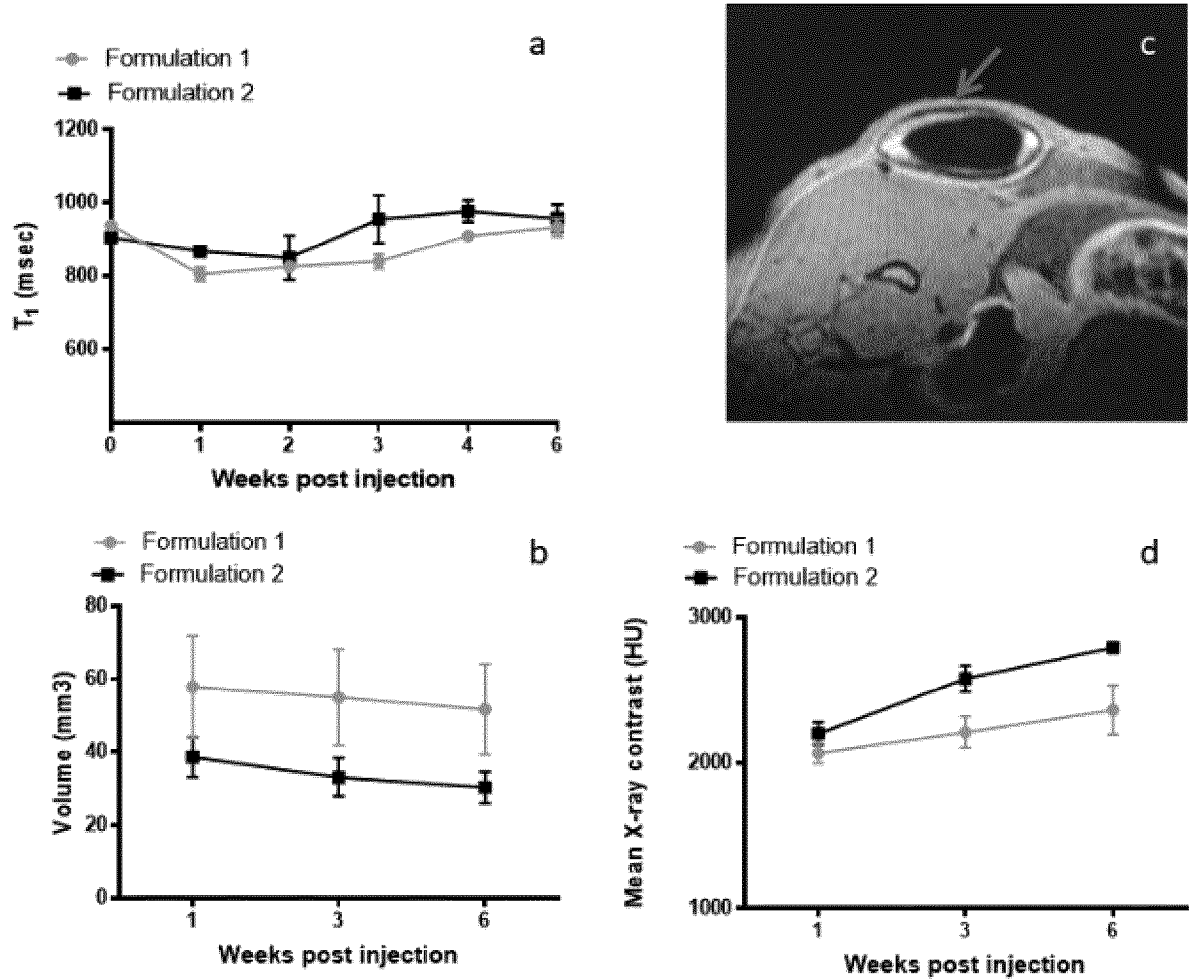 a
Formulation 1
Formulation 2
1200
1000
800
600
T1 (msec)
0 1 2 3 4 6
Weeks post injection
c
b
Formulation 1
Formulation 2
80
60
40
20
0
Volume (mm3)
1 3 6
Weeks post injection
d
Formulation 1
Formulation 2
3000
2000
1000
Mean X-ray contrast (HU)
1 3 6
Weeks post injection